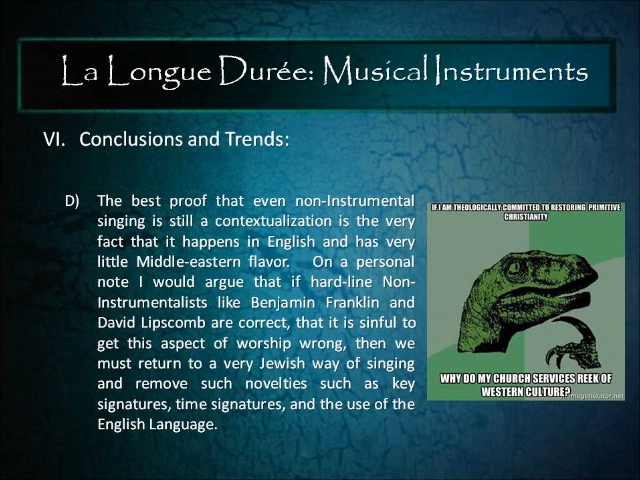 La Longue Durée: Musical Instruments
VI. Conclusions and Trends:
D) The best proof that even non-Instrumental
singing is still a contextualization is the very
fact that it happens in English and has very
little Middle-eastern flavor. On a personal
note I would argue that if hard-line Non-
Instrumentalists like Benjamin Franklin and
David Lipscomb are correct, that it is sinful to
get this aspect of worship wrong, then we
must return to a very Jewish way of singing
and remove such novelties such as key
signatures, time signatures, and the use of the
English Language.
IF I AM THEOLOGICALLY COMMITTED TO RESTORING PRIMITIVE
CHRISTIANITY
WHY DO MY CHURCH SERVICES REEK OF
WESTERN CULTURE?